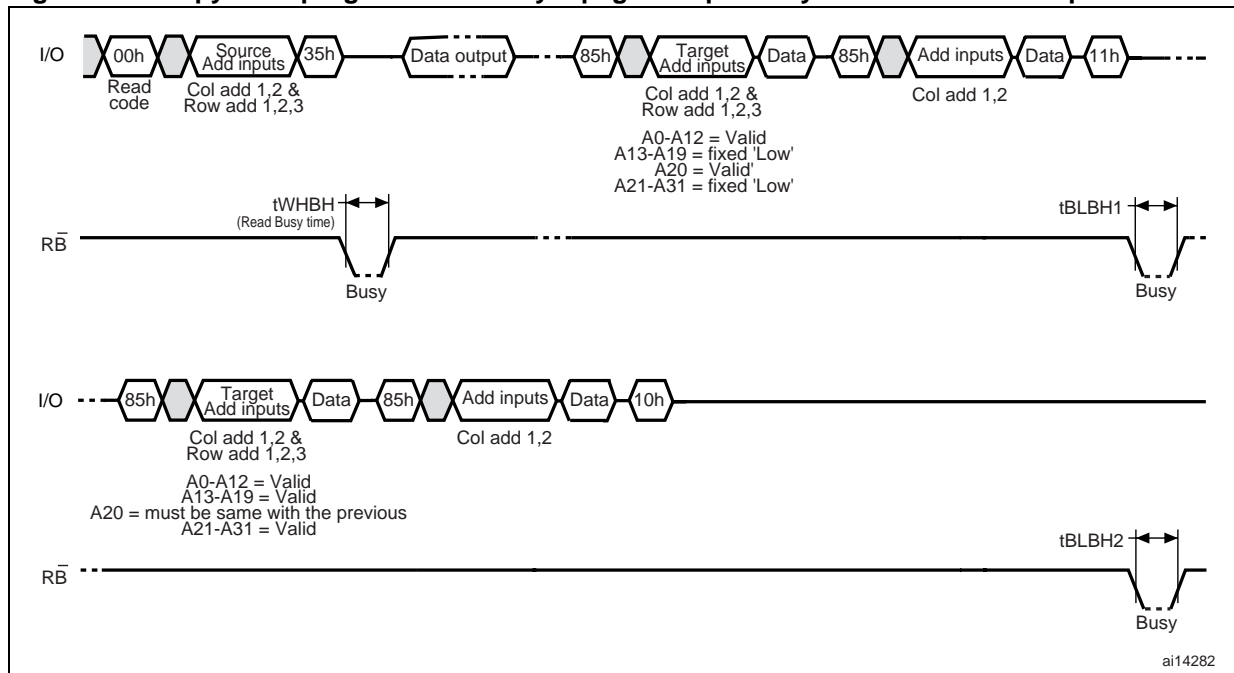 I/O 00h Source Add inputs 35h Data output 85h Target Add inputs Data 85h Add inputs Data 11h
Read code
Col add 1,2 &
Row add 1,2,3
Col add 1,2 &
Row add 1,2,3
Col add 1,2
A0-A12 = Valid
A13-A19 = fixed 'Low'
A20 = Valid'
A21-A31 = fixed 'Low'
tWHBH
(Read Busy time)
tBLBH1
RB̅
Busy
Busy
I/O 85h Target Add inputs Data 85h Add inputs Data 10h
Col add 1,2 &
Row add 1,2,3
Col add 1,2
A0-A12 = Valid
A13-A19 = Valid
A20 = must be same with the previous
A21-A31 = Valid
tBLBH2
RB̅
Busy
ai14282